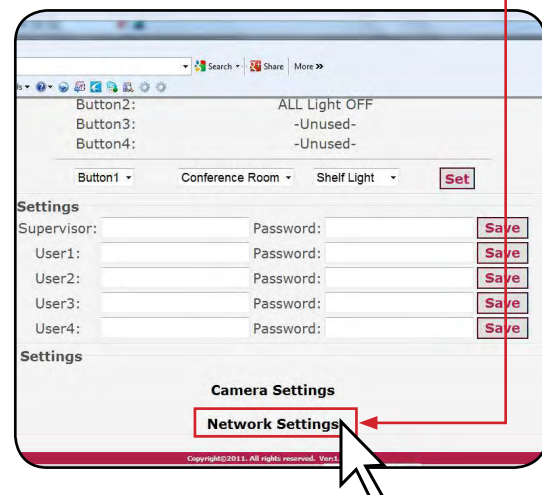 Search Share More »
Button2: ALL Light OFF
Button3: -Unused-
Button4: -Unused-
Button1 Conference Room Shelf Light Set
Settings
Supervisor: Password: Save
User1: Password: Save
User2: Password: Save
User3: Password: Save
User4: Password: Save
Settings
Camera Settings
Network Settings
Copyright©2011. All rights reserved. Ver:1.